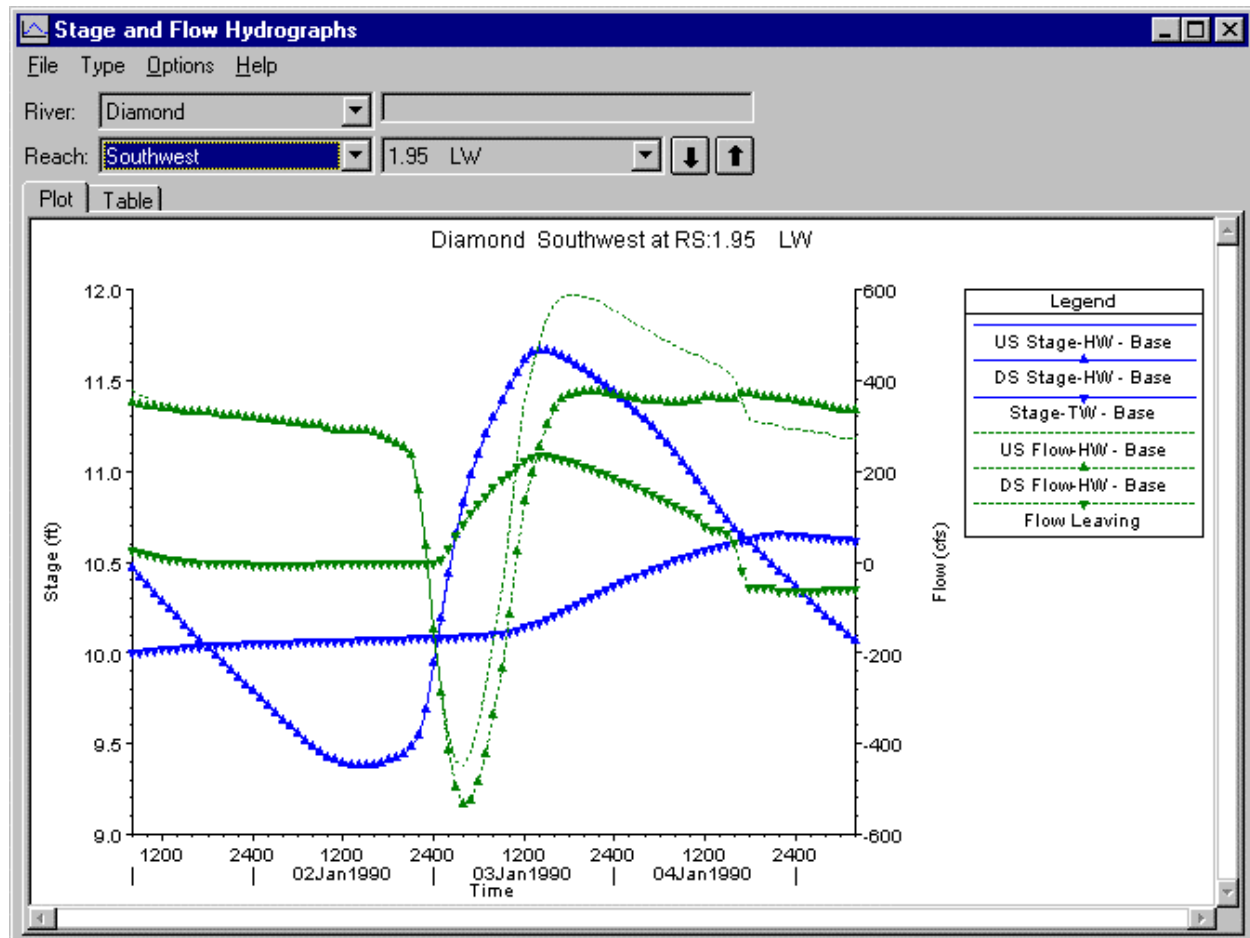 Stage and Flow Hydrographs
File Type Options Help
River: Diamond
Reach: Southwest 1.95 LW
Plot Table
Diamond Southwest at RS:1.95 LW
12.0
11.5
11.0
10.5
10.0
9.5
9.0
Stage (ft)
600
400
200
0
-200
-400
-600
Flow (cfs)
1200 2400 1200 2400 1200 2400 1200 2400
02Jan1990 03Jan1990 04Jan1990
Time
Legend
US Stage-HW - Base
DS Stage-HW - Base
Stage-TW - Base
US Flow-HW - Base
DS Flow-HW - Base
Flow Leaving